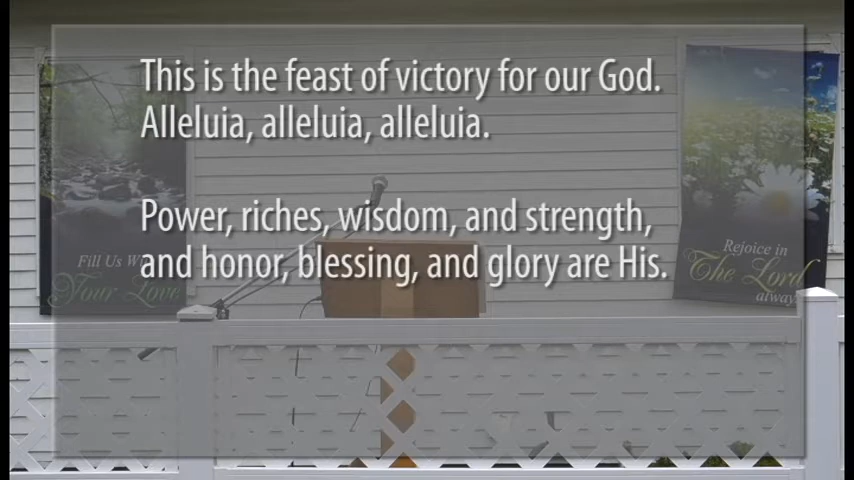 This is the feast of victory for our God.
Alleluia, alleluia, alleluia.
Power, riches, wisdom, and strength,
and honor, blessing, and glory are His.
Fill Us
Your Love
Rejoice in
The Lord
always